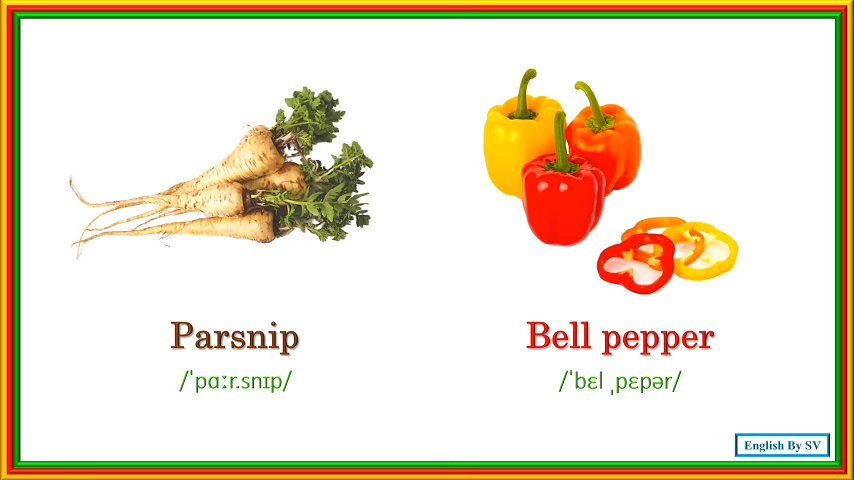 Parsnip
/ˈpɑːr.snɪp/
Bell pepper
/ˈbɛl ˌpɛpər/
English By SV